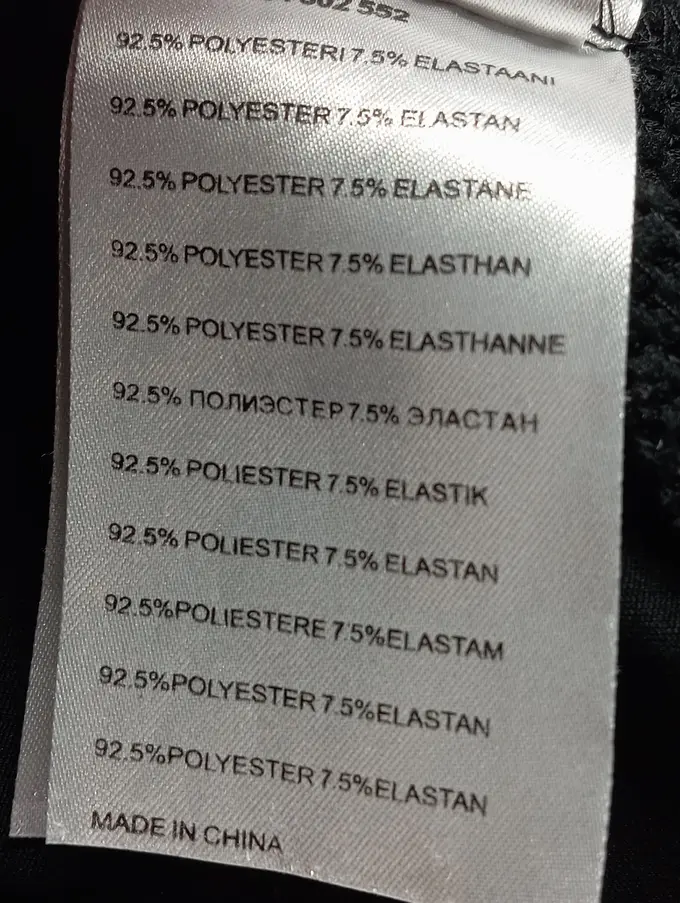 552
92.5% POLYESTERI 7.5% ELASTAANI
92.5% POLYESTER 7.5% ELASTAN
92.5% POLYESTER 7.5% ELASTANE
92.5% POLYESTER 7.5% ELASTHAN
92.5% POLYESTER 7.5% ELASTHANNE
92.5% ПОЛИЭСТЕР 7.5% ЭЛАСТАН
92.5% POLIESTER 7.5% ELASTIK
92.5% POLIESTER 7.5% ELASTAN
92.5%POLIESTERE 7.5%ELASTAM
92.5%POLYESTER 7.5%ELASTAN
92.5%POLYESTER 7.5%ELASTAN
MADE IN CHINA